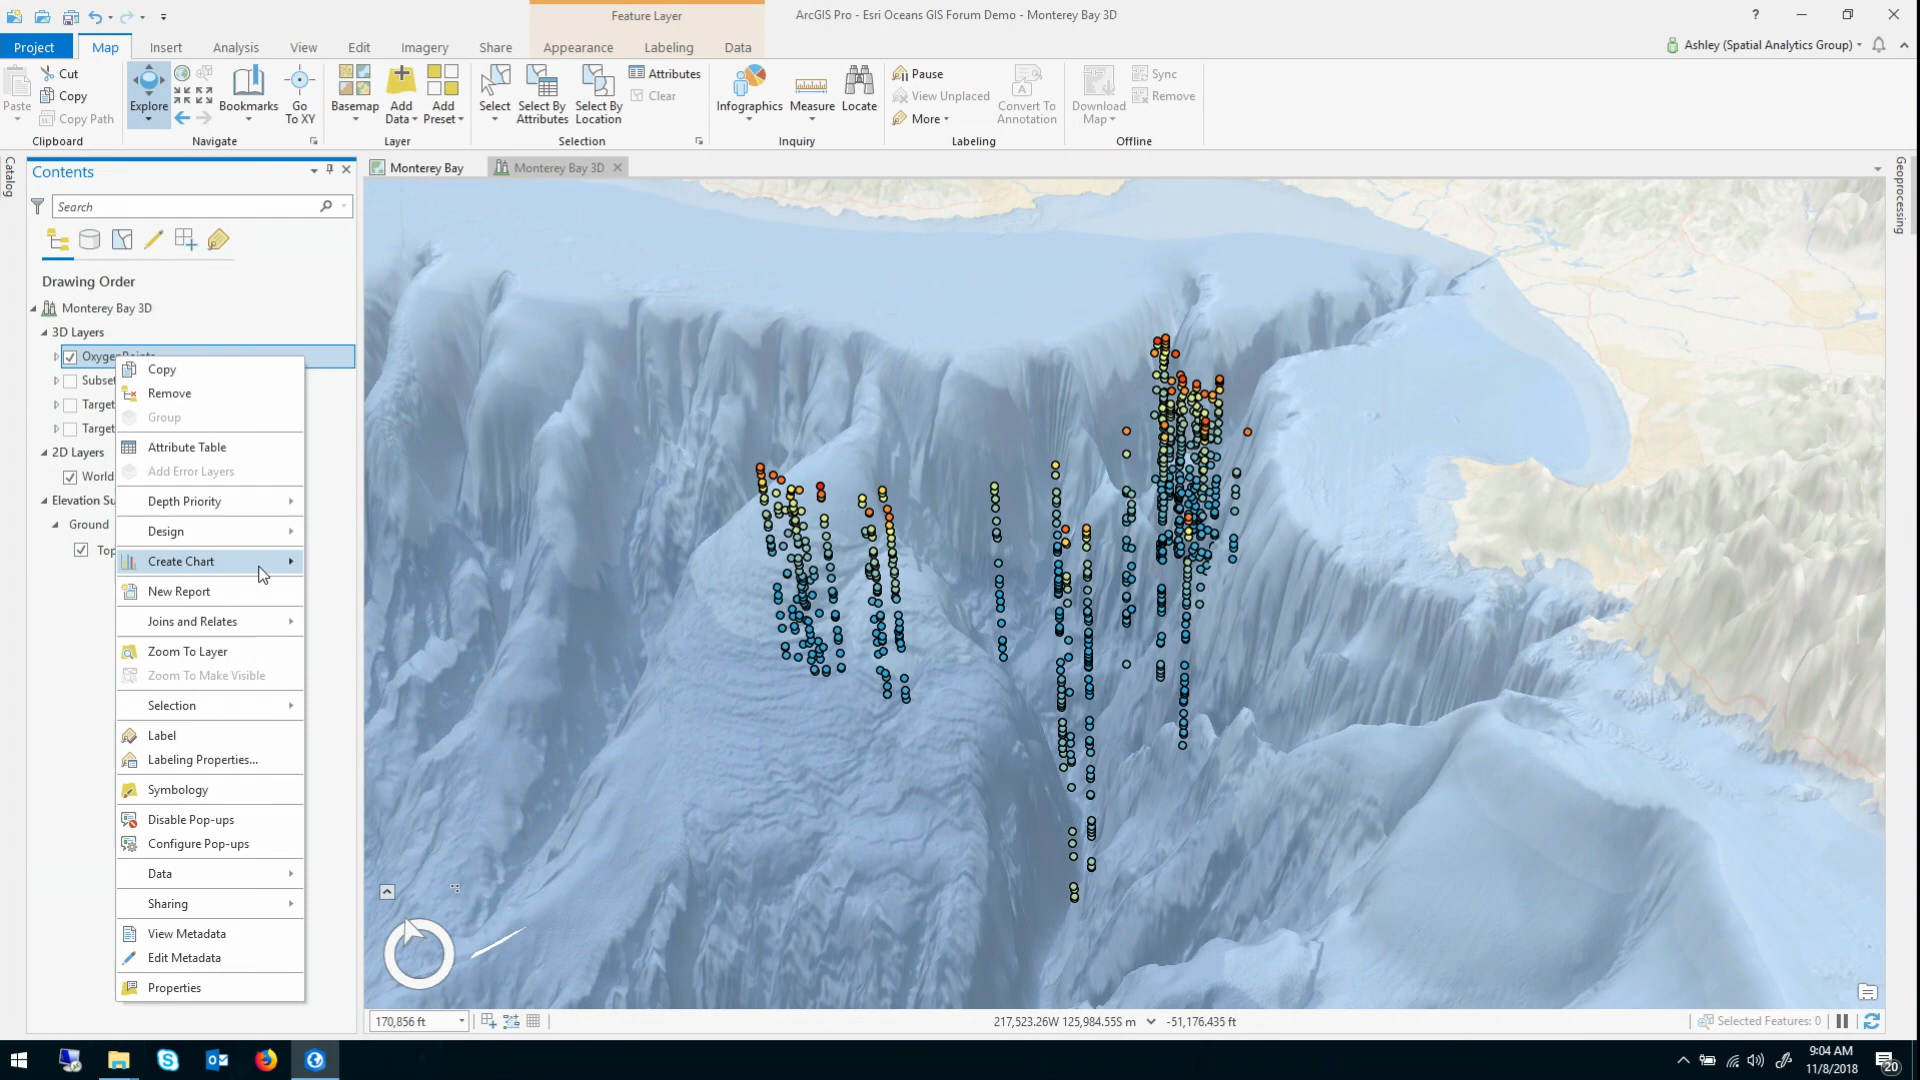 Feature Layer
ArcGIS Pro - Esri Oceans GIS Forum Demo - Monterey Bay 3D
?
Project
Map
Insert
Analysis
View
Edit
Imagery
Share
Appearance
Labeling
Data
Ashley (Spatial Analytics Group)
Paste
Cut
Copy
Copy Path
Clipboard
Explore
Bookmarks
Go
To XY
Navigate
Basemap
Add
Data
Add
Preset
Layer
Select
Select By
Attributes
Select By
Location
Attributes
Clear
Selection
Infographics
Measure
Locate
Inquiry
Pause
View Unplaced
More
Convert To
Annotation
Labeling
Download
Map
Sync
Remove
Offline
Catalog
Contents
Search
Drawing Order
Monterey Bay 3D
3D Layers
OxygenPoints
Subset
Target
Target
2D Layers
World
Elevation Su
Ground
Top
Copy
Remove
Group
Attribute Table
Add Error Layers
Depth Priority
Design
Create Chart
New Report
Joins and Relates
Zoom To Layer
Zoom To Make Visible
Selection
Label
Labeling Properties...
Symbology
Disable Pop-ups
Configure Pop-ups
Data
Sharing
View Metadata
Edit Metadata
Properties
Monterey Bay
Monterey Bay 3D
Geoprocessing
170,856 ft
217,523.26W 125,984.55S m
-51,176.435 ft
Selected Features: 0
9:04 AM
11/8/2018
20